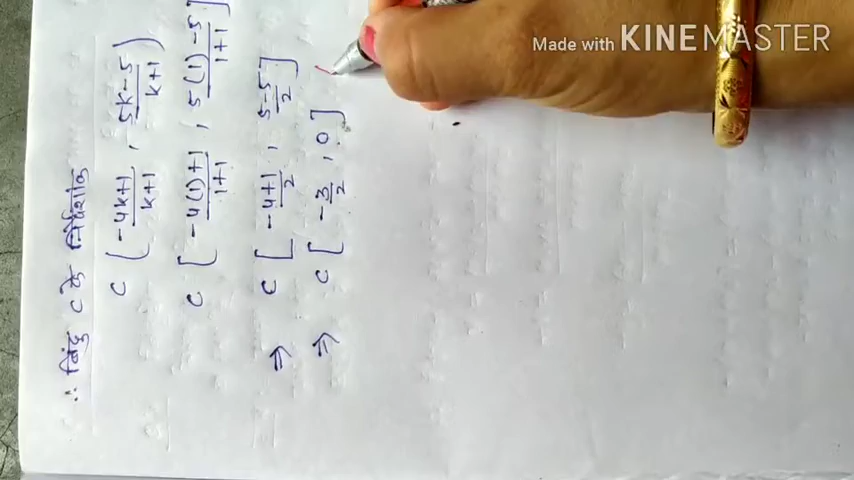 ∴ बिंदु C के निर्देशांक
C ( (-4k+1)/(k+1) , (5k-5)/(k+1) )
C [ (-4(1)+1)/(1+1) , (5(1)-5)/(1+1) ]
⇒ C [ (-4+1)/2 , (5-5)/2 ]
⇒ C [ -3/2 , 0 ]
Made with KINEMASTER